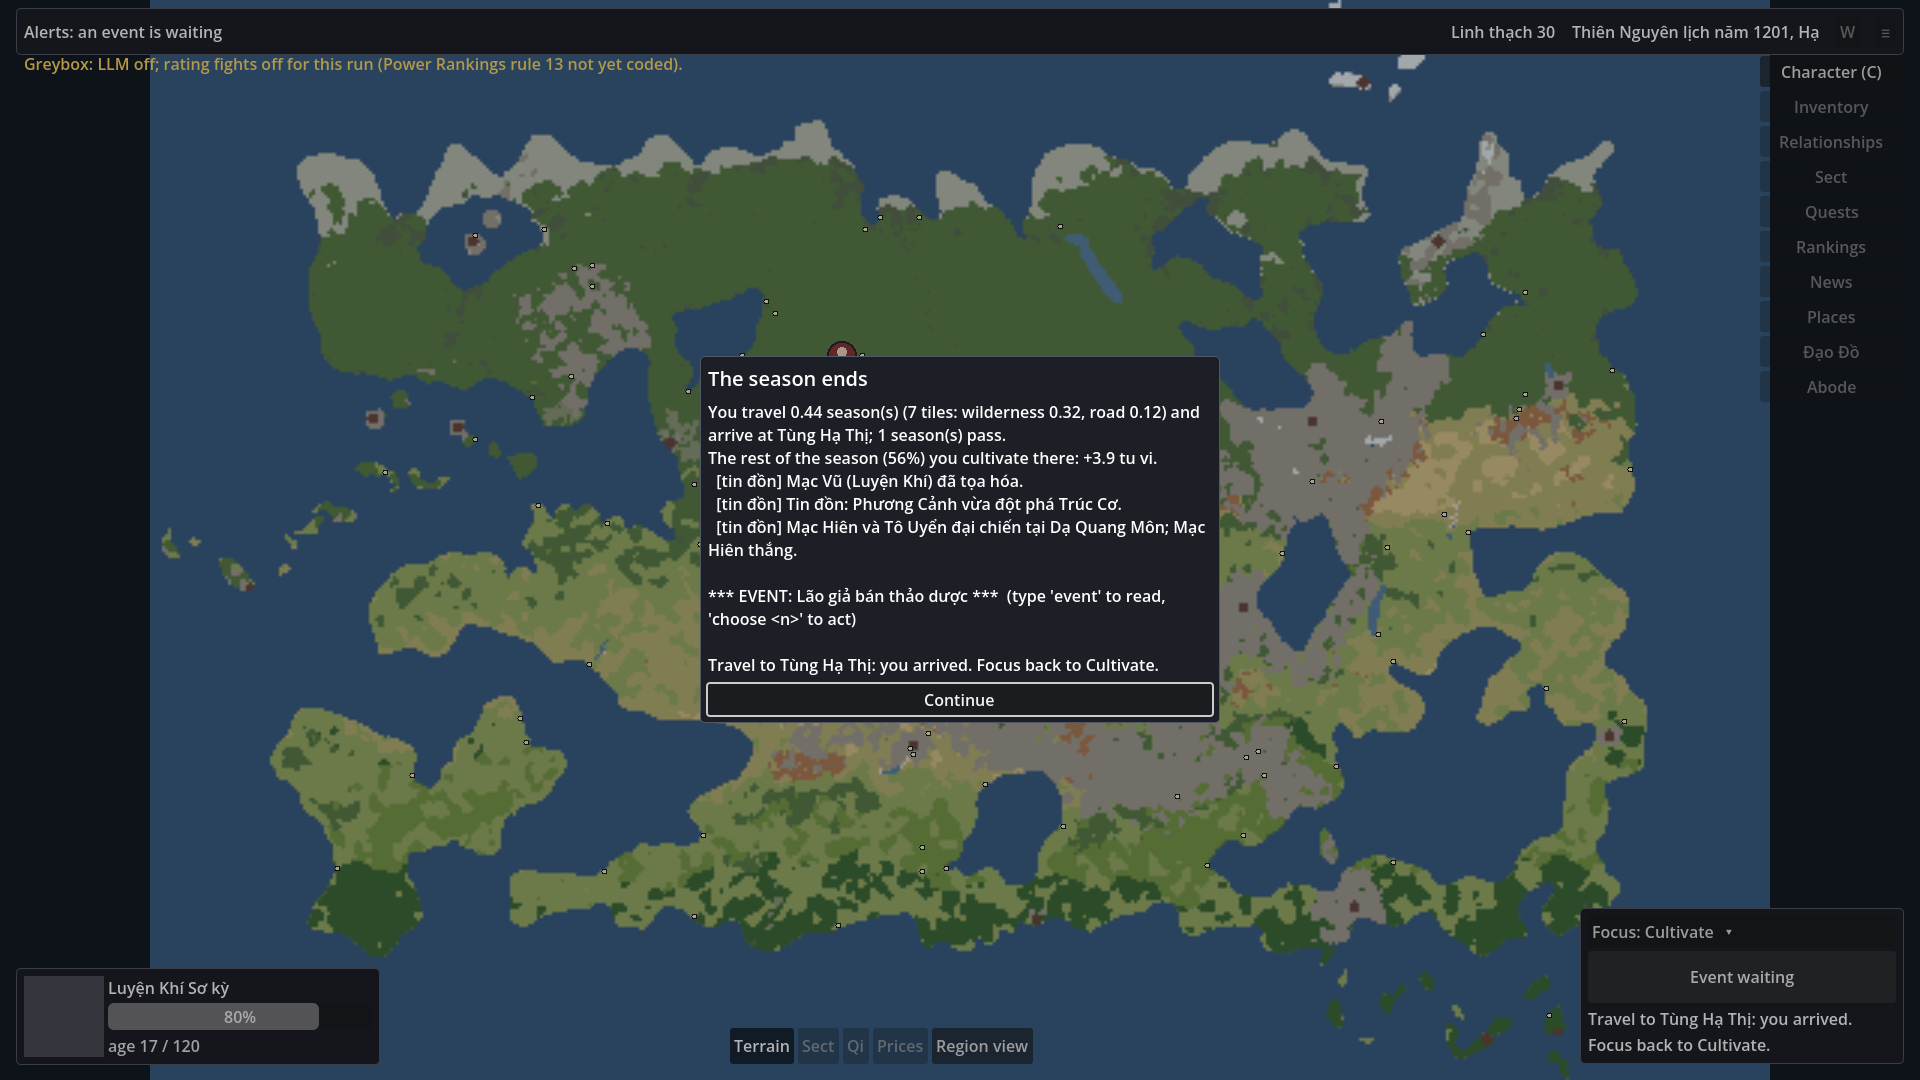 Alerts: an event is waiting
Linh thạch 30 Thiên Nguyên lịch năm 1201, Hạ W ≡
Greybox: LLM off; rating fights off for this run (Power Rankings rule 13 not yet coded).
Character (C)
Inventory
Relationships
Sect
Quests
Rankings
News
Places
Đạo Đồ
Abode
The season ends
You travel 0.44 season(s) (7 tiles: wilderness 0.32, road 0.12) and
arrive at Tùng Hạ Thị; 1 season(s) pass.
The rest of the season (56%) you cultivate there: +3.9 tu vi.
[tin đồn] Mạc Vũ (Luyện Khí) đã tọa hóa.
[tin đồn] Tin đồn: Phương Cảnh vừa đột phá Trúc Cơ.
[tin đồn] Mạc Hiên và Tô Uyển đại chiến tại Dạ Quang Môn; Mạc
Hiên thắng.
*** EVENT: Lão giả bán thảo dược *** (type 'event' to read,
'choose <n>' to act)
Travel to Tùng Hạ Thị: you arrived. Focus back to Cultivate.
Continue
Luyện Khí Sơ kỳ
80%
age 17 / 120
Terrain Sect Qi Prices Region view
Focus: Cultivate ▾
Event waiting
Travel to Tùng Hạ Thị: you arrived.
Focus back to Cultivate.